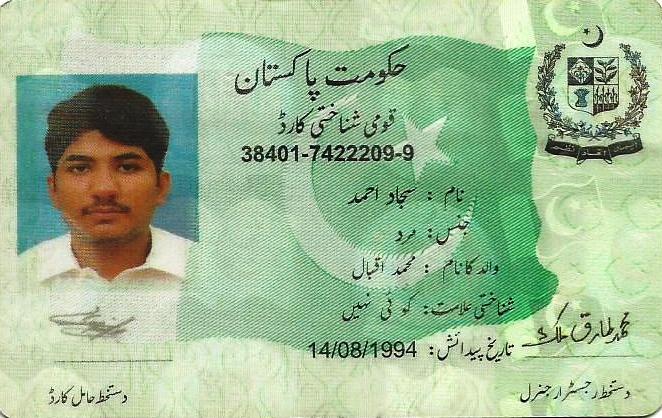 حکومت پاکستان
قومی شناختی کارڈ
38401-7422209-9
نام : سجاد احمد
جنس: مرد
والد کا نام : محمد اقبال
شناختی علامت: کوئی نہیں
تاریخ پیدائش: 14/08/1994
محمد طارق ملک
دستخط رجسٹرار جنرل
دستخط حامل کارڈ